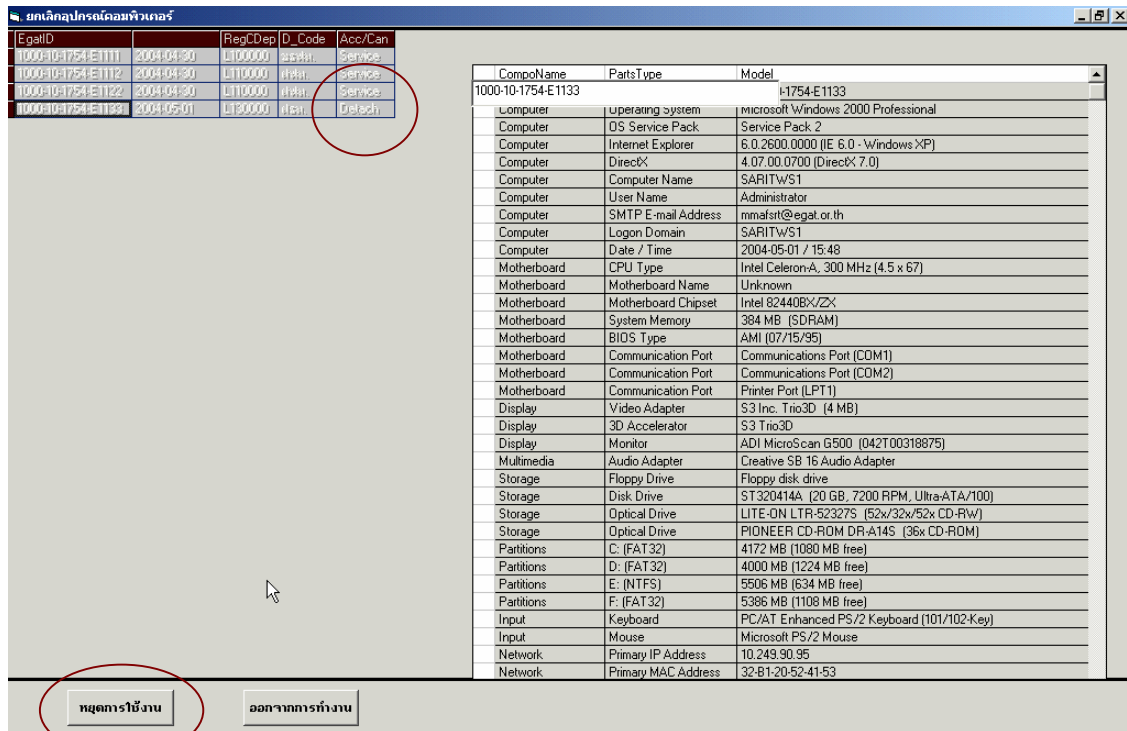 ยกเลิกอุปกรณ์คอมพิวเตอร์
EgatID RegCDep D_Code Acc/Can
1000-10-1754-E1111 2004-04-30 L100000 Service
1000-10-1754-E1112 2004-04-30 L110000 Service
1000-10-1754-E1122 2004-04-30 L110000 Service
1000-10-1754-E1133 2004-05-01 L130000 Detach
CompoName PartsType Model
1000-10-1754-E1133 -1754-E1133
Computer Operating System Microsoft Windows 2000 Professional
Computer OS Service Pack Service Pack 2
Computer Internet Explorer 6.0.2600.0000 (IE 6.0 - Windows XP)
Computer DirectX 4.07.00.0700 (DirectX 7.0)
Computer Computer Name SARITWS1
Computer User Name Administrator
Computer SMTP E-mail Address mmafsrt@egat.or.th
Computer Logon Domain SARITWS1
Computer Date / Time 2004-05-01 / 15:48
Motherboard CPU Type Intel Celeron-A, 300 MHz (4.5 x 67)
Motherboard Motherboard Name Unknown
Motherboard Motherboard Chipset Intel 82440BX/ZX
Motherboard System Memory 384 MB (SDRAM)
Motherboard BIOS Type AMI (07/15/95)
Motherboard Communication Port Communications Port (COM1)
Motherboard Communication Port Communications Port (COM2)
Motherboard Communication Port Printer Port (LPT1)
Display Video Adapter S3 Inc. Trio3D (4 MB)
Display 3D Accelerator S3 Trio3D
Display Monitor ADI MicroScan G500 (042T00318875)
Multimedia Audio Adapter Creative SB 16 Audio Adapter
Storage Floppy Drive Floppy disk drive
Storage Disk Drive ST320414A (20 GB, 7200 RPM, Ultra-ATA/100)
Storage Optical Drive LITE-ON LTR-52327S (52x/32x/52x CD-RW)
Storage Optical Drive PIONEER CD-ROM DR-A14S (36x CD-ROM)
Partitions C: (FAT32) 4172 MB (1080 MB free)
Partitions D: (FAT32) 4000 MB (1224 MB free)
Partitions E: (NTFS) 5506 MB (634 MB free)
Partitions F: (FAT32) 5386 MB (1108 MB free)
Input Keyboard PC/AT Enhanced PS/2 Keyboard (101/102-Key)
Input Mouse Microsoft PS/2 Mouse
Network Primary IP Address 10.249.90.95
Network Primary MAC Address 32-B1-20-52-41-53
หยุดการใช้งาน ออกจากการทำงาน